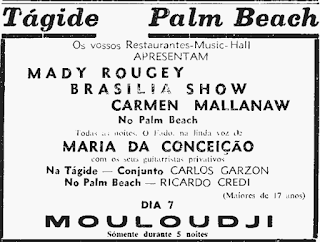 Tágide Palm Beach
Os vossos Restaurantes-Music-Hall
APRESENTAM
MADY ROUGEY
BRASILIA SHOW
CARMEN MALLANAW
No Palm Beach
Todas as noites. O Fado, na linda voz de
MARIA DA CONCEIÇÃO
com os seus guitarristas privativos
Na Tágide — Conjunto CARLOS GARZON
No Palm Beach — RICARDO CREDI
(Maiores de 17 anos)
DIA 7
MOULOUDJI
Sómente durante 5 noites